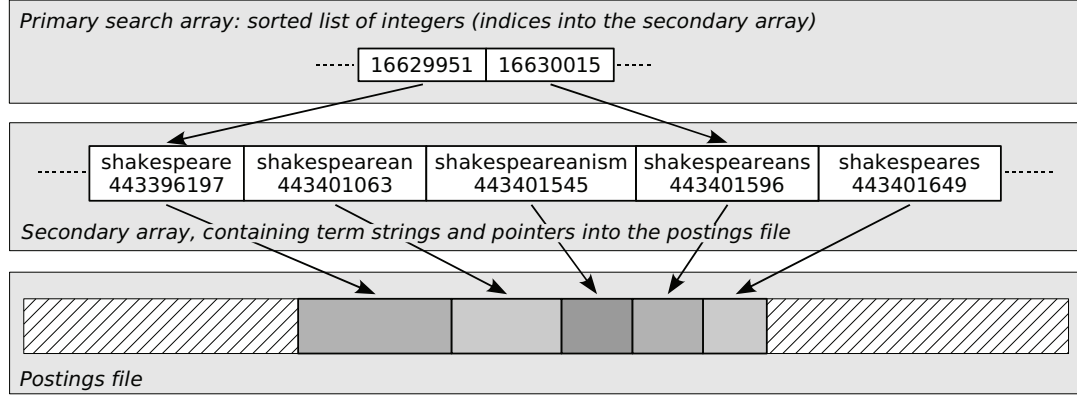 Primary search array: sorted list of integers (indices into the secondary array)
16629951 16630015
shakespeare shakespearean shakespeareanism shakespeareans shakespeares
443396197 443401063 443401545 443401596 443401649
Secondary array, containing term strings and pointers into the postings file
Postings file